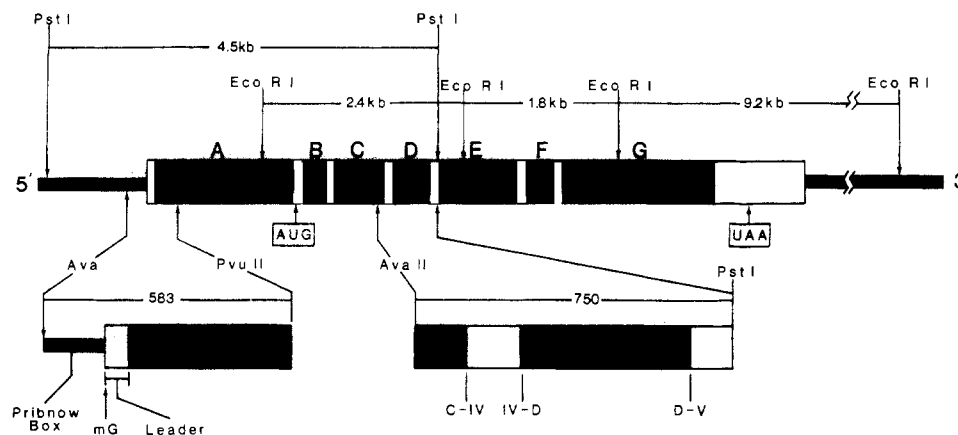 Pst I Pst I
4.5kb
Eco R I Eco R I Eco R I Eco R I
2.4kb 1.8kb 9.2kb
A B C D E F G
5' 3
AUG UAA
Ava Pvu II Ava II Pst I
583 750
Pribnow Box mG Leader
C-IV IV-D D-V